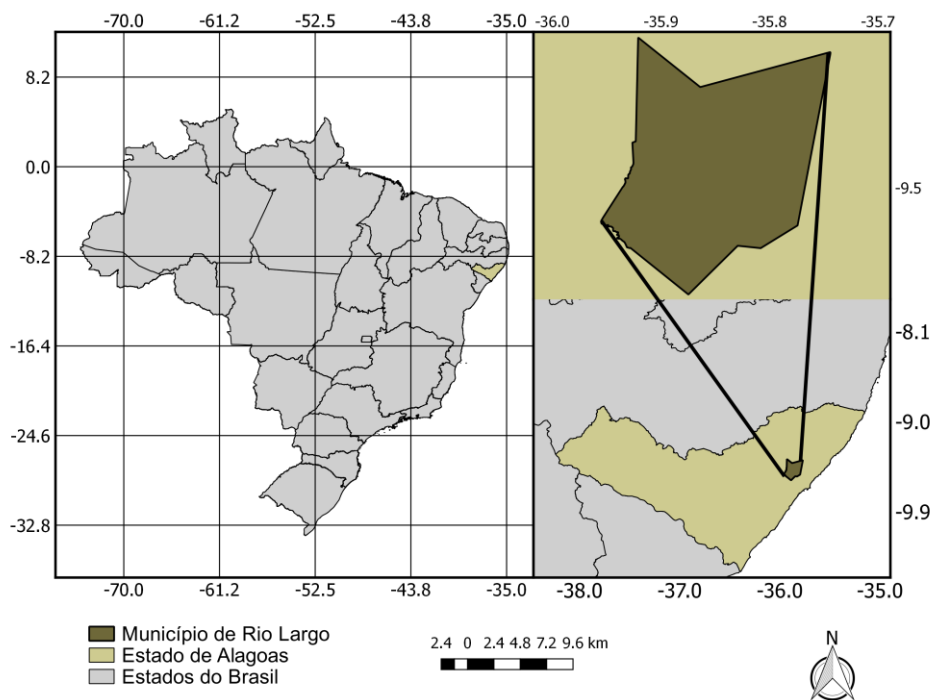 -70.0 -61.2 -52.5 -43.8 -35.0
-36.0 -35.9 -35.8 -35.7
8.2
0.0
-8.2
-16.4
-24.6
-32.8
-9.5
-8.1
-9.0
-9.9
-70.0 -61.2 -52.5 -43.8 -35.0
-38.0 -37.0 -36.0 -35.0
Município de Rio Largo
Estado de Alagoas
Estados do Brasil
2.4 0 2.4 4.8 7.2 9.6 km
N